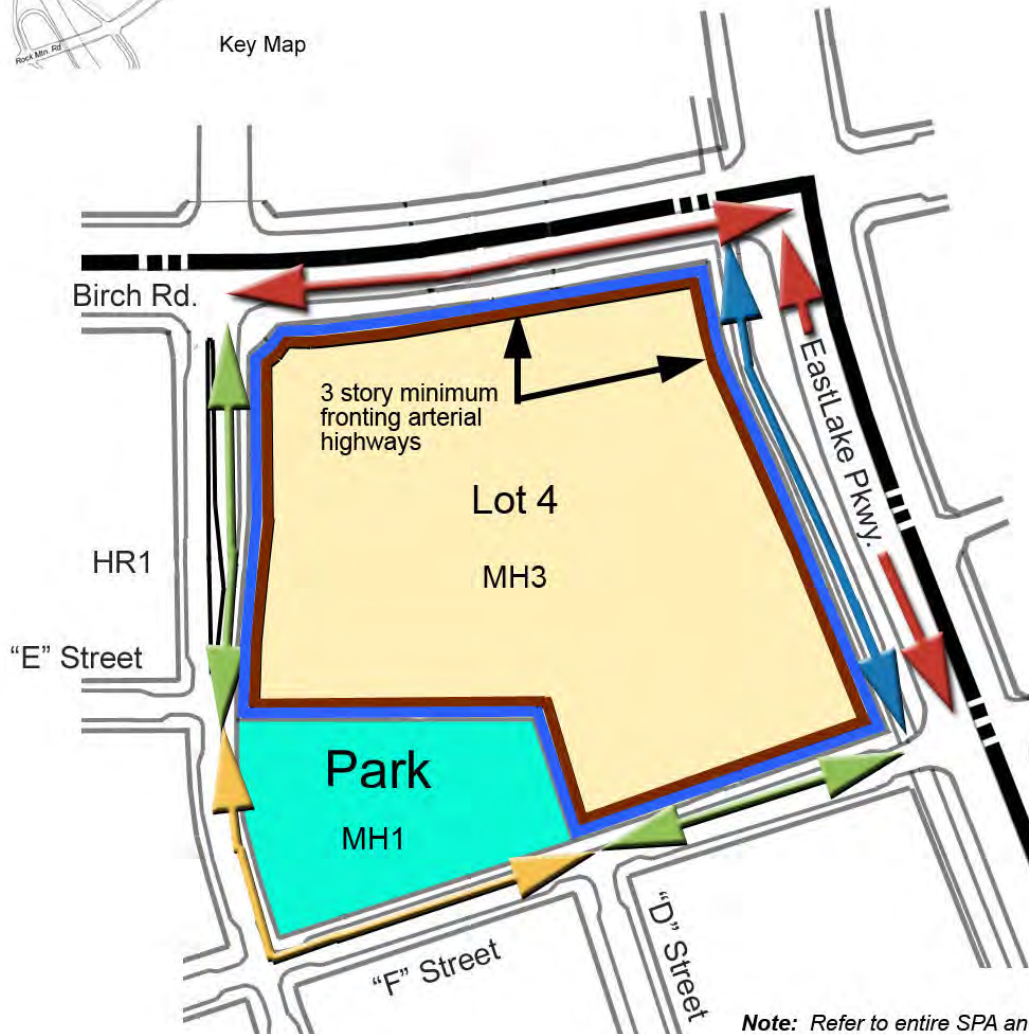 Rock Mtn. Rd
Key Map
Birch Rd.
EastLake Pkwy.
3 story minimum
fronting arterial
highways
Lot 4
MH3
HR1
"E" Street
Park
MH1
"F" Street
"D" Street
Note: Refer to entire SPA an